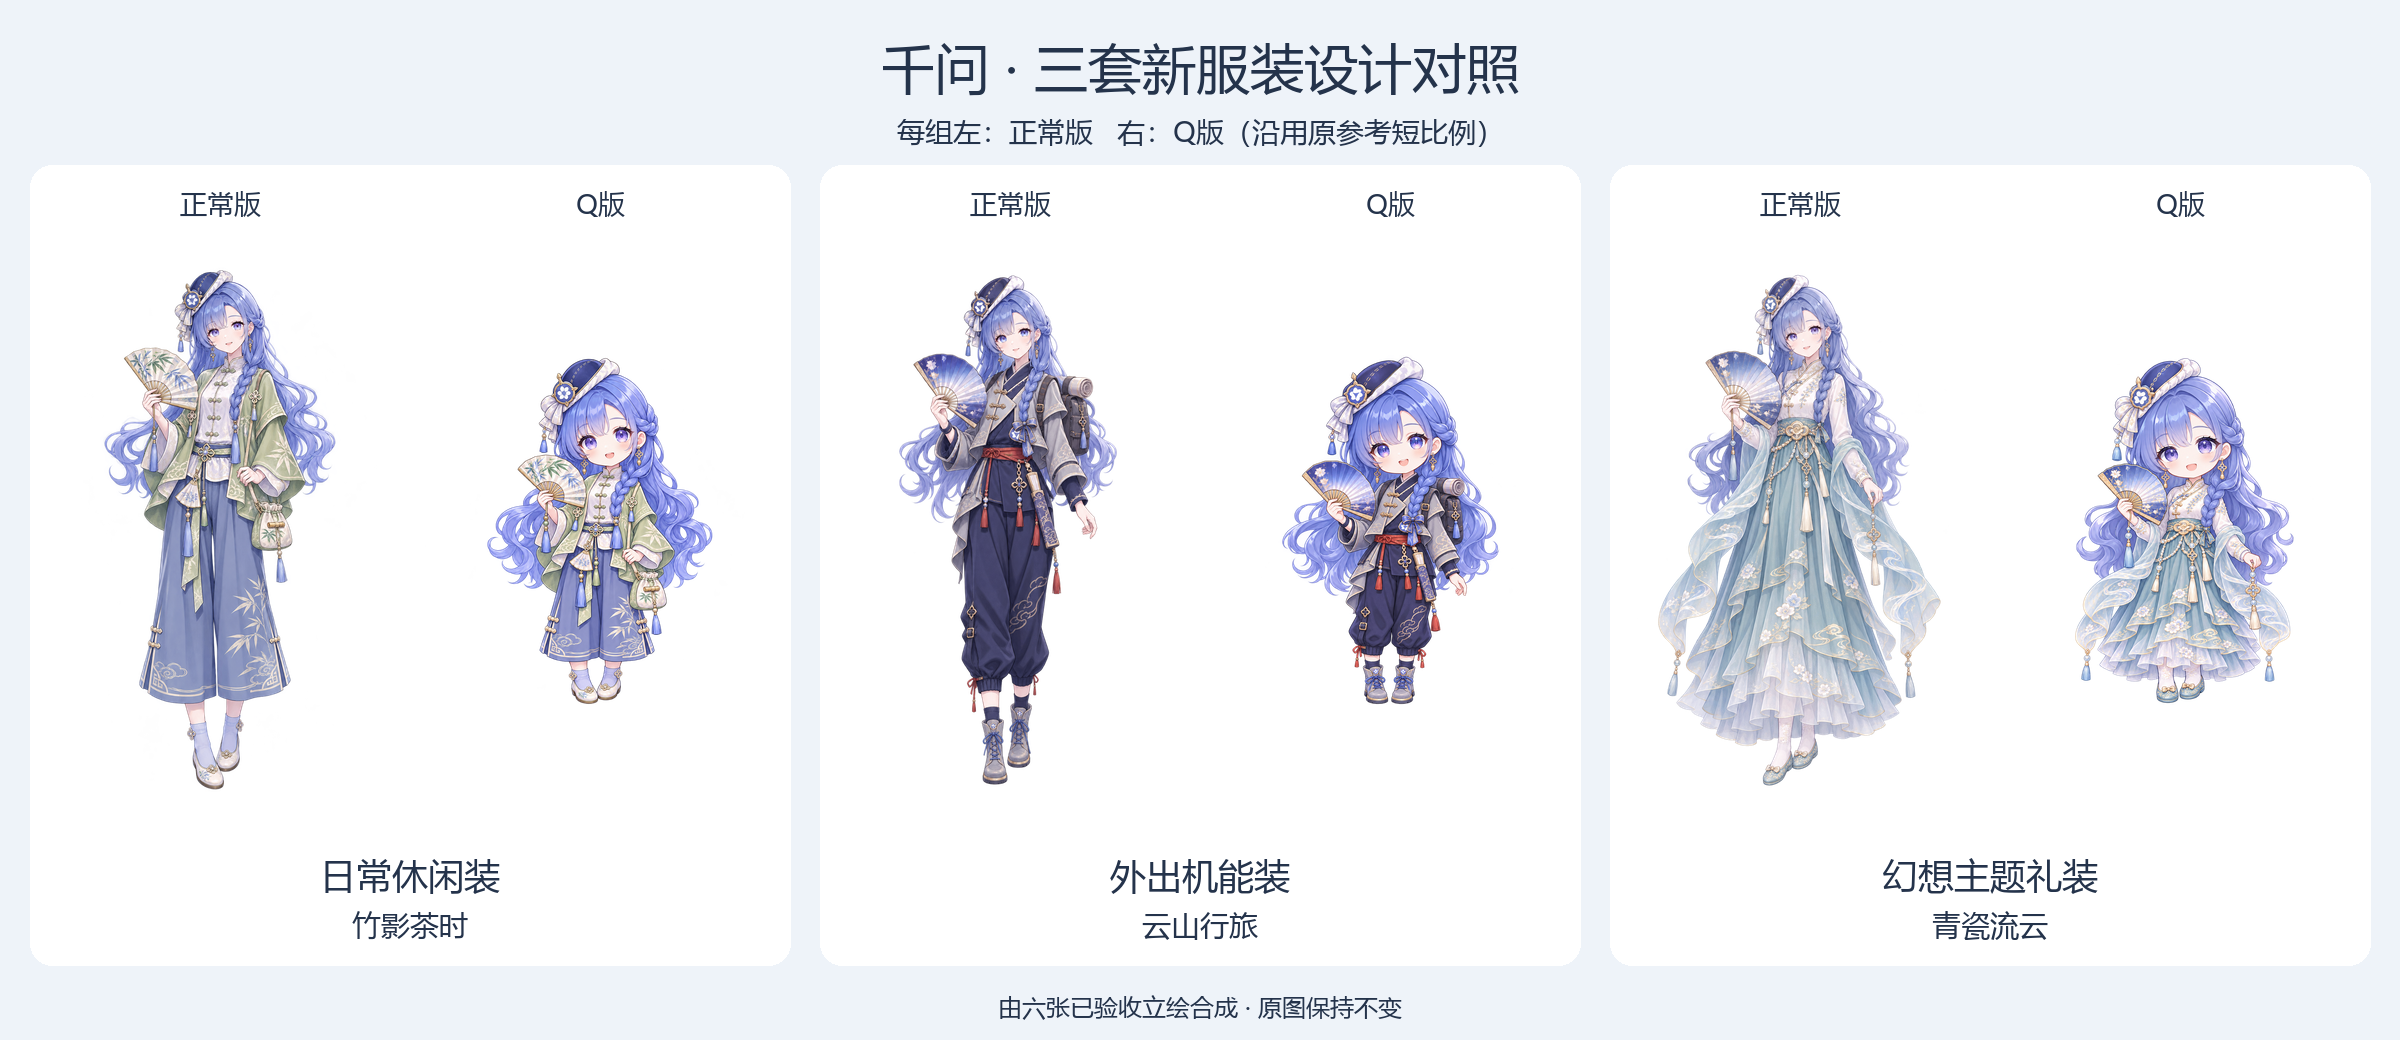 千问 · 三套新服装设计对照
每组左：正常版 右：Q版（沿用原参考短比例）
正常版 Q版
正常版 Q版
正常版 Q版
日常休闲装
竹影茶时
外出机能装
云山行旅
幻想主题礼装
青瓷流云
由六张已验收立绘合成 · 原图保持不变